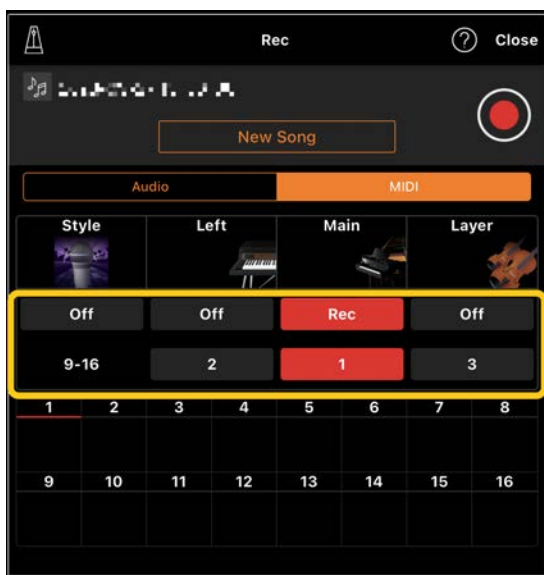 Rec
? Close
New Song
Audio MIDI
Style Left Main Layer
Off Off Rec Off
9-16 2 1 3
1 2 3 4 5 6 7 8
9 10 11 12 13 14 15 16